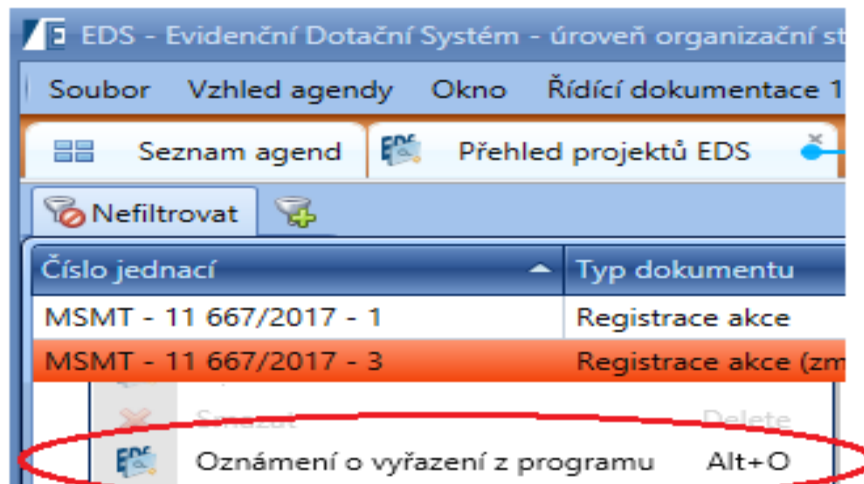 EDS - Evidenční Dotační Systém - úroveň organizační st
Soubor Vzhled agendy Okno Řídící dokumentace 1
Seznam agend Přehled projektů EDS
Nefiltrovat
Číslo jednací Typ dokumentu
MSMT - 11 667/2017 - 1 Registrace akce
MSMT - 11 667/2017 - 3 Registrace akce (zm
Smazat Delete
Oznámení o vyřazení z programu Alt+O